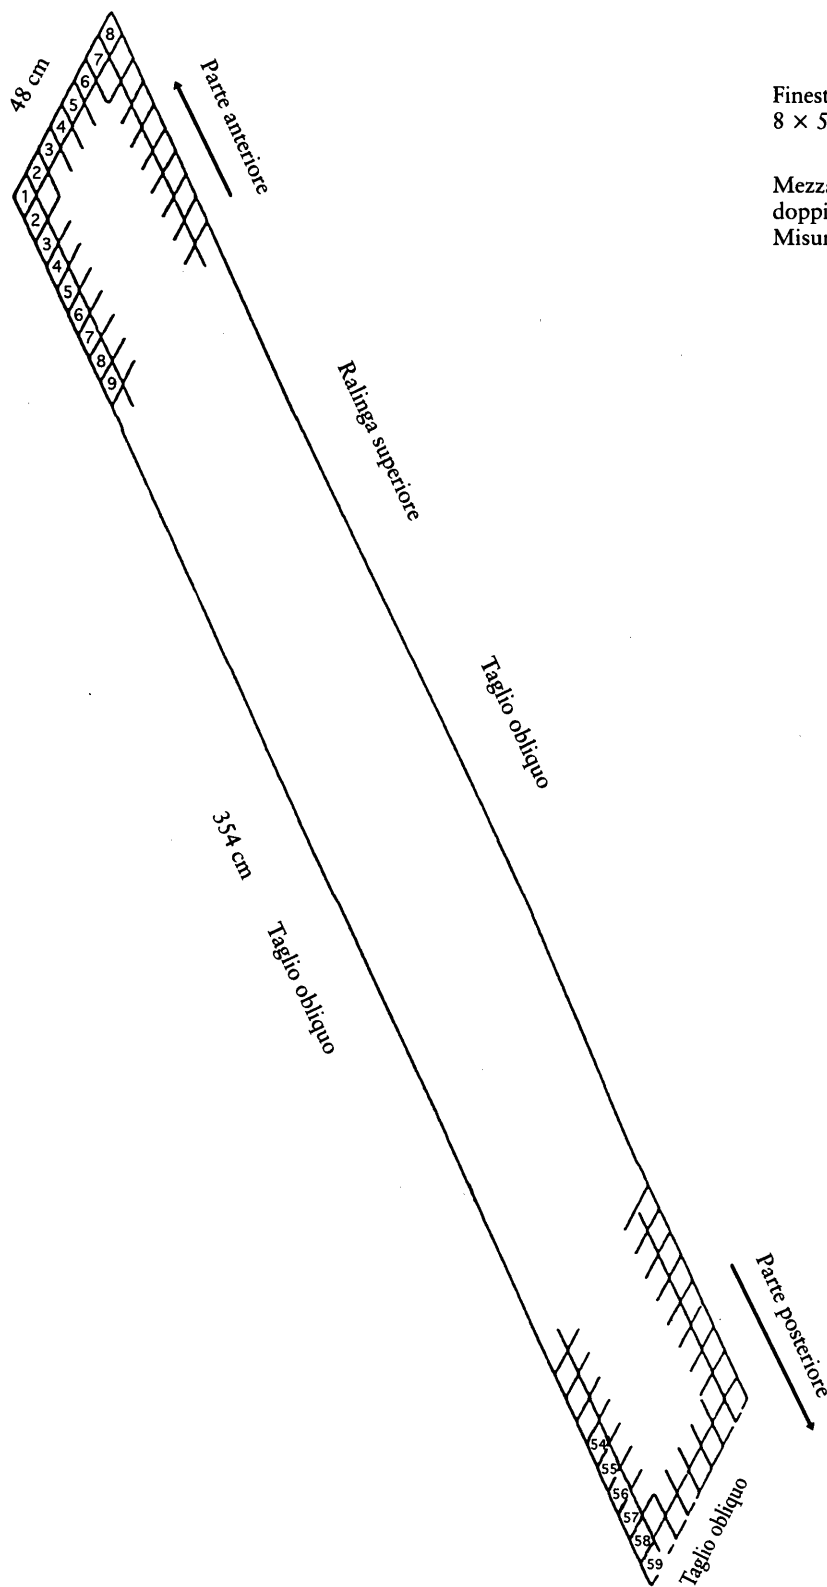 8
7
6
5
4
3
2
1
2
3
4
5
6
7
8
9
48 cm
Parte anteriore
Finest
8 × 5
Mezza
doppi
Misur
Ralinga superiore
Taglio obliquo
354 cm
Taglio obliquo
Parte posteriore
54
55
56
57
58
59
Taglio obliquo